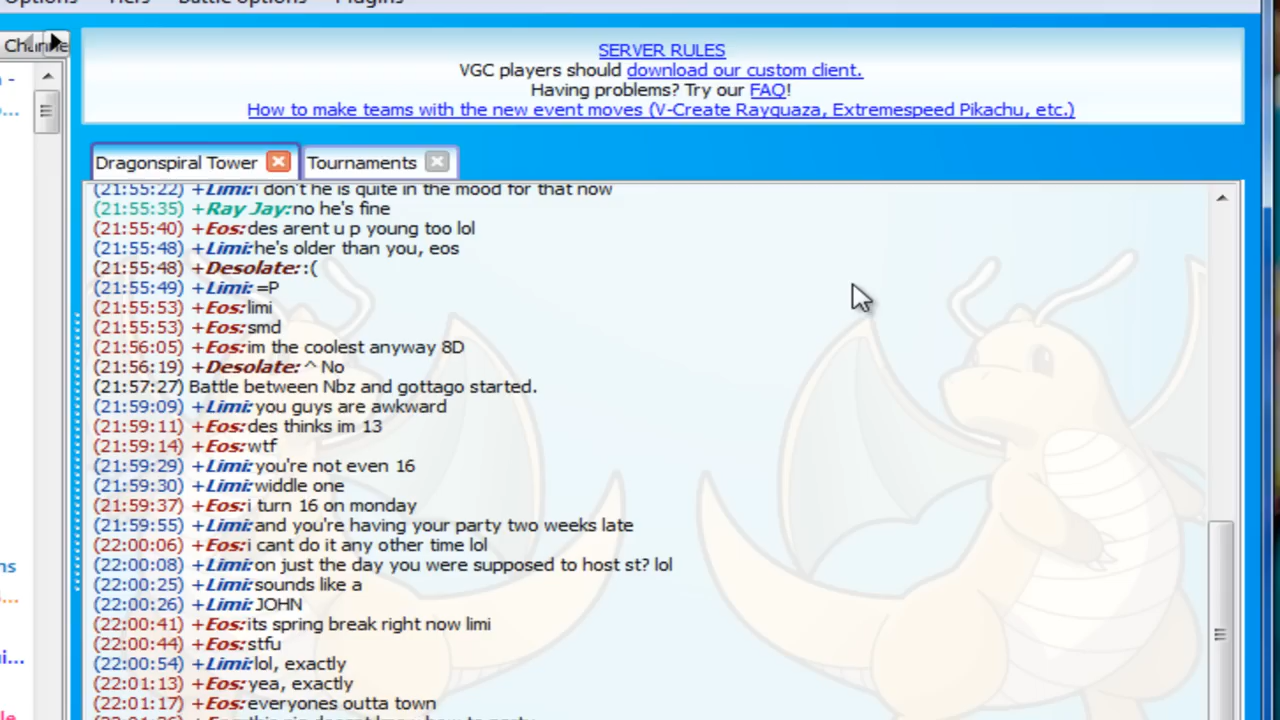 Options Tiers Battle options Plugins
SERVER RULES
VGC players should download our custom client.
Having problems? Try our FAQ!
How to make teams with the new event moves (V-Create Rayquaza, Extremespeed Pikachu, etc.)
Dragonspiral Tower Tournaments
(21:55:22) +Limi: i don't he is quite in the mood for that now
(21:55:35) +Ray Jay: no he's fine
(21:55:40) +Eos: des arent u p young too lol
(21:55:48) +Limi: he's older than you, eos
(21:55:48) +Desolate: :(
(21:55:49) +Limi: =P
(21:55:53) +Eos: limi
(21:55:53) +Eos: smd
(21:56:05) +Eos: im the coolest anyway 8D
(21:56:19) +Desolate: ^ No
(21:57:27) Battle between Nbz and gottago started.
(21:59:09) +Limi: you guys are awkward
(21:59:11) +Eos: des thinks im 13
(21:59:14) +Eos: wtf
(21:59:29) +Limi: you're not even 16
(21:59:30) +Limi: widdle one
(21:59:37) +Eos: i turn 16 on monday
(21:59:55) +Limi: and you're having your party two weeks late
(22:00:06) +Eos: i cant do it any other time lol
(22:00:08) +Limi: on just the day you were supposed to host st? lol
(22:00:25) +Limi: sounds like a
(22:00:26) +Limi: JOHN
(22:00:41) +Eos: its spring break right now limi
(22:00:44) +Eos: stfu
(22:00:54) +Limi: lol, exactly
(22:01:13) +Eos: yea, exactly
(22:01:17) +Eos: everyones outta town